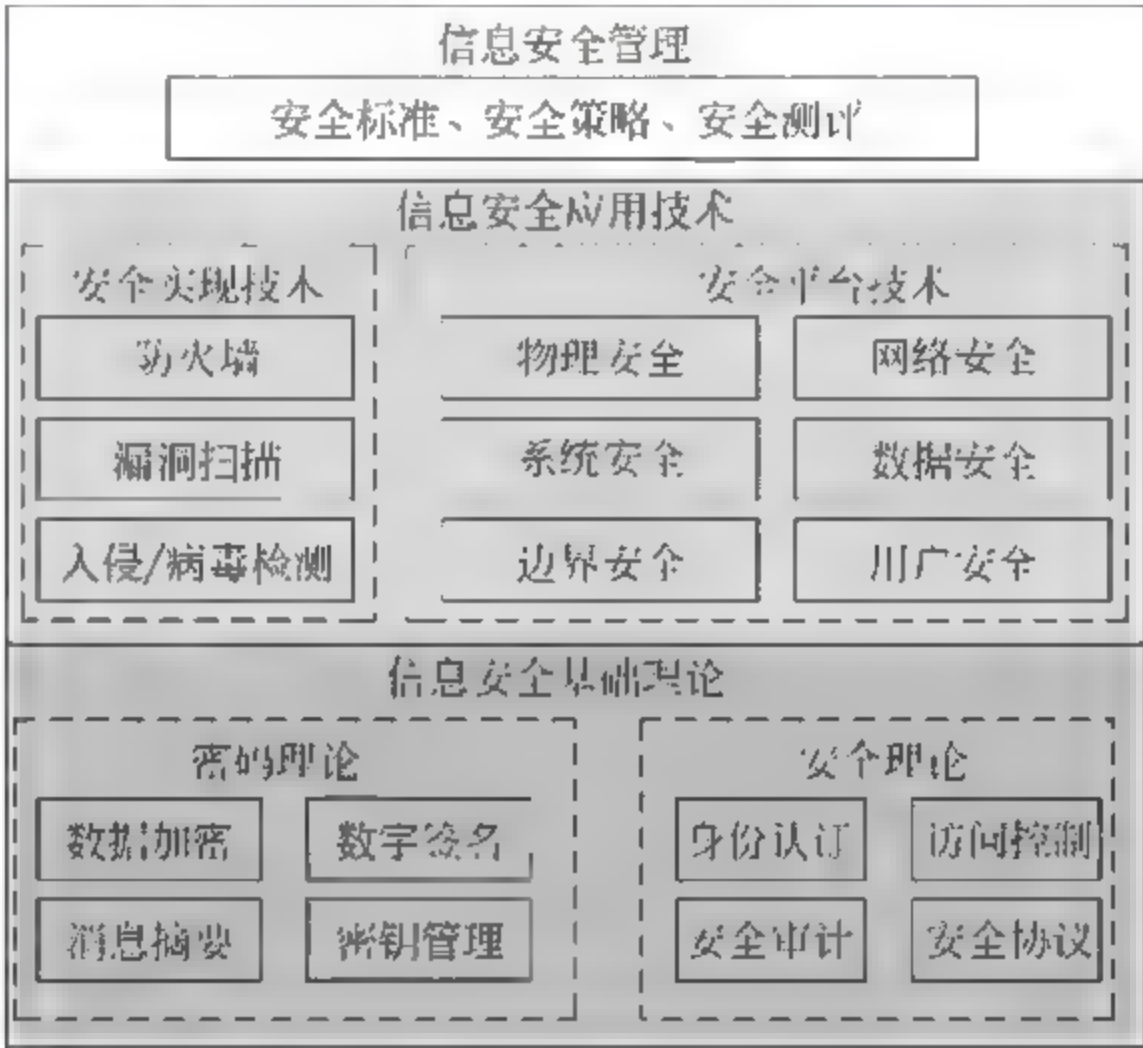 信息安全管理
安全标准、安全策略、安全测评
信息安全应用技术
安全实现技术
防火墙
漏洞扫描
入侵/病毒检测
安全平台技术
物理安全
网络安全
系统安全
数据安全
边界安全
用户安全
信息安全基础理论
密码理论
数据加密
数字签名
消息摘要
密钥管理
安全理论
身份认证
访问控制
安全审计
安全协议